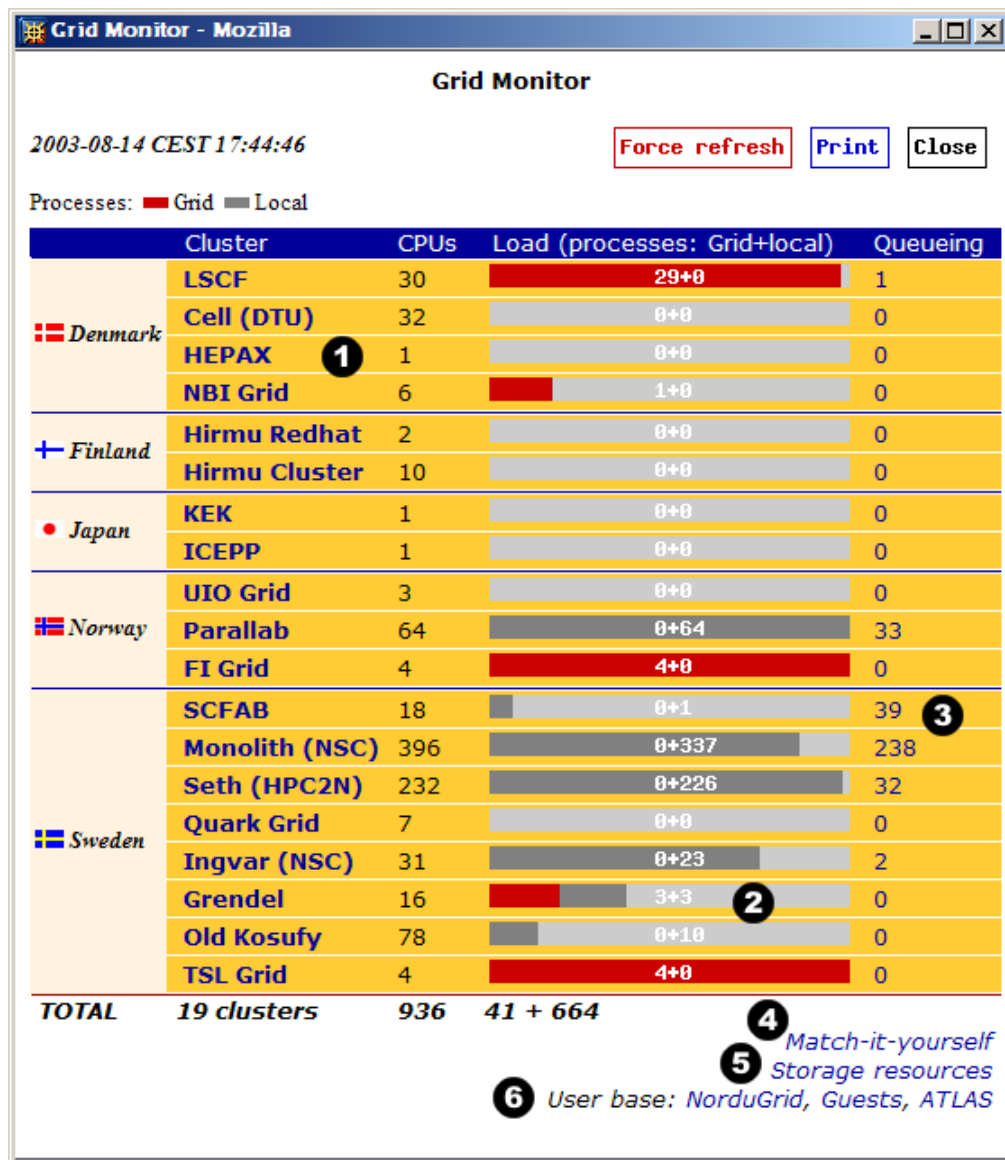 Grid Monitor - Mozilla
Grid Monitor
2003-08-14 CEST 17:44:46
Force refresh Print Close
Processes: Grid Local
Cluster CPUs Load (processes: Grid+local) Queueing
Denmark
LSCF 30 29+0 1
Cell (DTU) 32 0+0 0
HEPAX 1 1 0+0 0
NBI Grid 6 1+0 0
Finland
Hirmu Redhat 2 0+0 0
Hirmu Cluster 10 0+0 0
Japan
KEK 1 0+0 0
ICEPP 1 0+0 0
Norway
UIO Grid 3 0+0 0
Parallab 64 0+64 33
FI Grid 4 4+0 0
Sweden
SCFAB 18 0+1 39 3
Monolith (NSC) 396 0+337 238
Seth (HPC2N) 232 0+226 32
Quark Grid 7 0+0 0
Ingvar (NSC) 31 0+23 2
Grendel 16 3+3 2 0
Old Kosufy 78 0+10 0
TSL Grid 4 4+0 0
TOTAL 19 clusters 936 41 + 664
4 Match-it-yourself
5 Storage resources
6 User base: NorduGrid, Guests, ATLAS